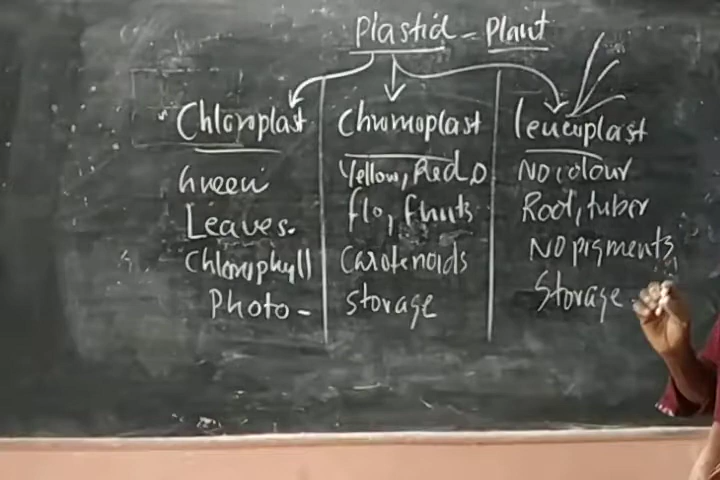 Plastid - Plant
Chloroplast
Green
Leaves.
Chlorophyll
Photo -
Chromoplast
Yellow, Red, O
flo, fruits
Carotenoids
Storage
leucoplast
No colour
Root, tuber
No pigments
Storage